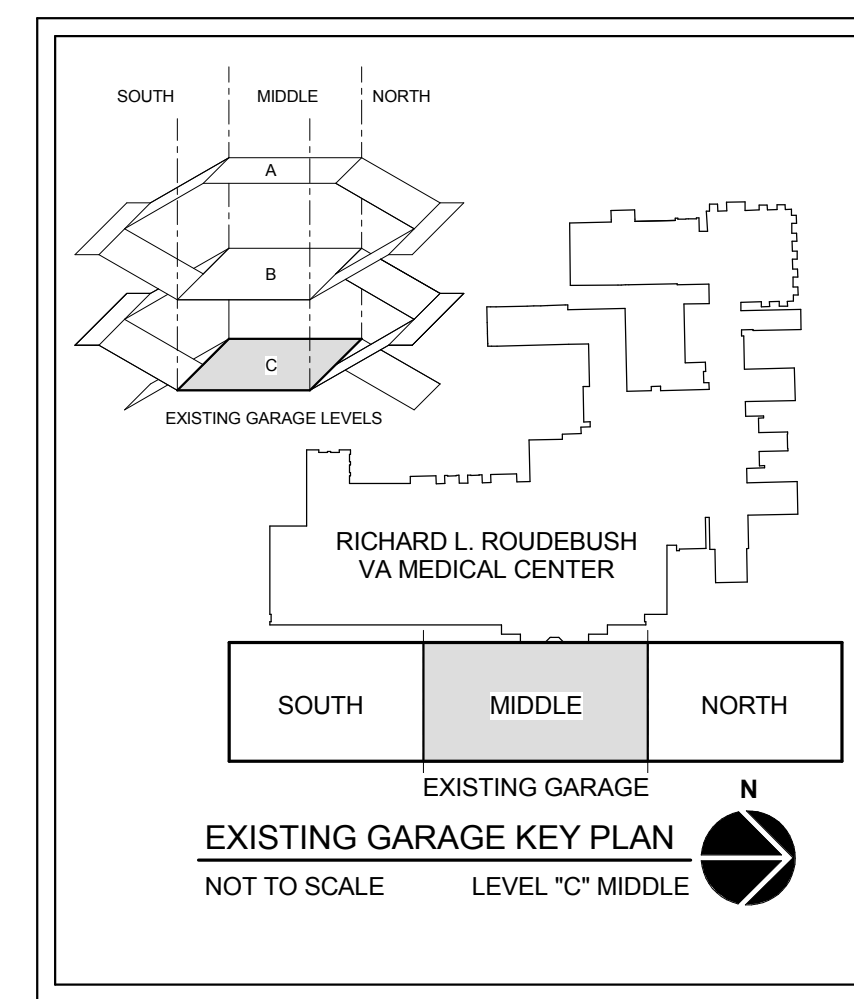 SOUTH MIDDLE NORTH
A
B
C
EXISTING GARAGE LEVELS
RICHARD L. ROUDEBUSH
VA MEDICAL CENTER
SOUTH MIDDLE NORTH
EXISTING GARAGE
N
EXISTING GARAGE KEY PLAN
NOT TO SCALE LEVEL "C" MIDDLE